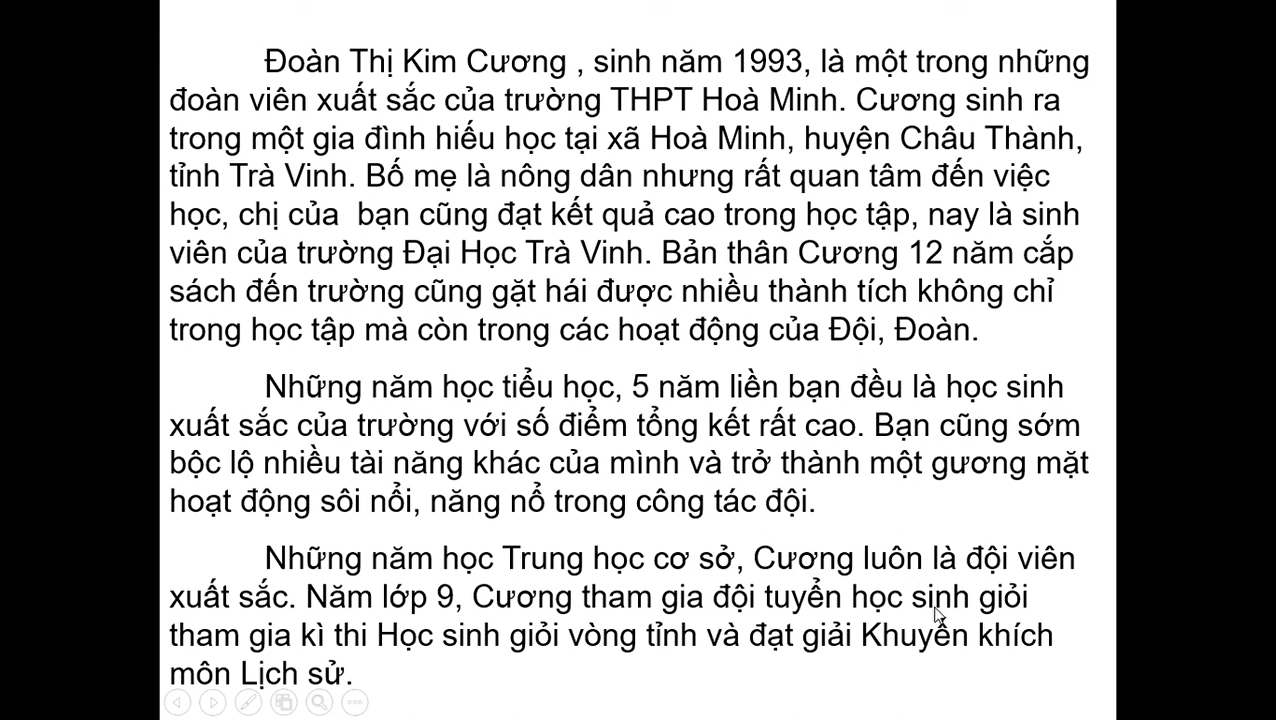 Đoàn Thị Kim Cương , sinh năm 1993, là một trong những
đoàn viên xuất sắc của trường THPT Hoà Minh. Cương sinh ra
trong một gia đình hiếu học tại xã Hoà Minh, huyện Châu Thành,
tỉnh Trà Vinh. Bố mẹ là nông dân nhưng rất quan tâm đến việc
học, chị của  bạn cũng đạt kết quả cao trong học tập, nay là sinh
viên của trường Đại Học Trà Vinh. Bản thân Cương 12 năm cắp
sách đến trường cũng gặt hái được nhiều thành tích không chỉ
trong học tập mà còn trong các hoạt động của Đội, Đoàn.
Những năm học tiểu học, 5 năm liền bạn đều là học sinh
xuất sắc của trường với số điểm tổng kết rất cao. Bạn cũng sớm
bộc lộ nhiều tài năng khác của mình và trở thành một gương mặt
hoạt động sôi nổi, năng nổ trong công tác đội.
Những năm học Trung học cơ sở, Cương luôn là đội viên
xuất sắc. Năm lớp 9, Cương tham gia đội tuyển học sinh giỏi
tham gia kì thi Học sinh giỏi vòng tỉnh và đạt giải Khuyến khích
môn Lịch sử.